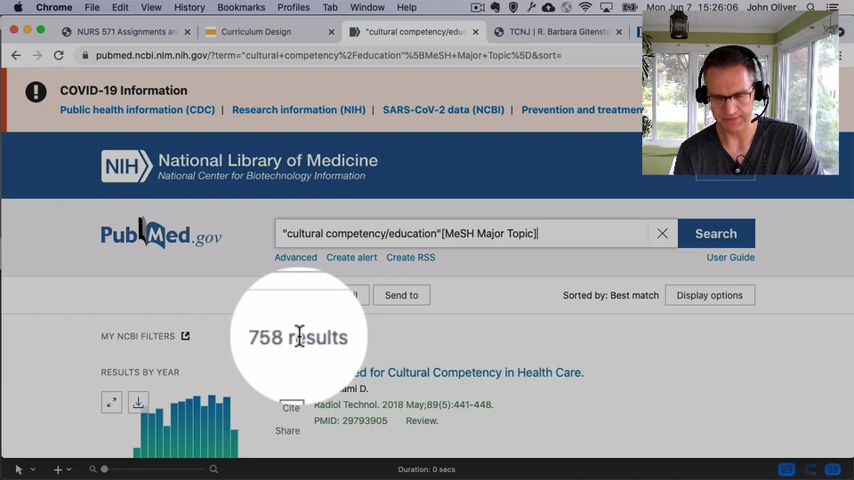 Chrome File Edit View History Bookmarks Profiles Tab Window Help
Mon Jun 7 15:26:06 John Oliver
NURS 571 Assignments an
Curriculum Design
"cultural competency/educ
TCNJ | R. Barbara Gitenst
pubmed.ncbi.nlm.nih.gov/?term="cultural+competency%2Feducation"%5BMeSH+Major+Topic%5D&sort=
COVID-19 Information
Public health information (CDC) | Research information (NIH) | SARS-CoV-2 data (NCBI) | Prevention and treatmen
NIH National Library of Medicine
National Center for Biotechnology Information
PubMed.gov
"cultural competency/education"[MeSH Major Topic]
Search
Advanced Create alert Create RSS User Guide
Send to
Sorted by: Best match
Display options
MY NCBI FILTERS
758 results
RESULTS BY YEAR
for Cultural Competency in Health Care.
D.
Cite
Radiol Technol. 2018 May;89(5):441-448.
PMID: 29793905 Review.
Share
Duration: 0 secs
30